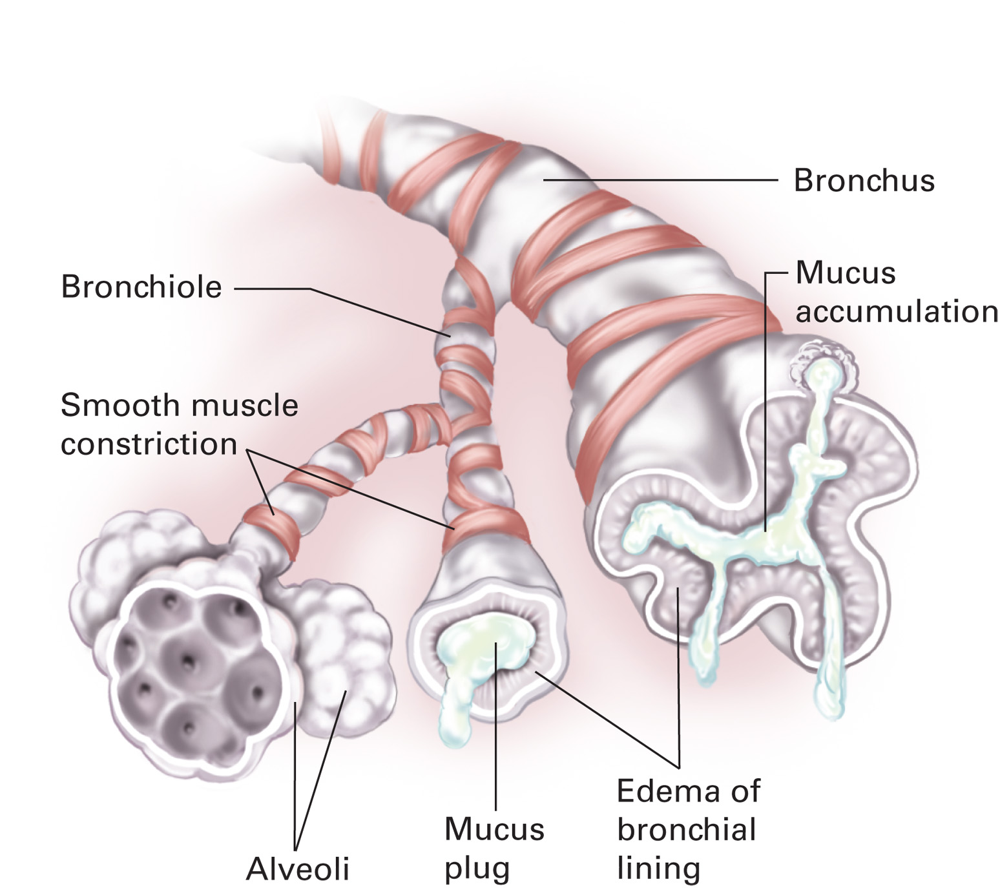 Bronchus
Mucus
accumulation
Bronchiole
Smooth muscle
constriction
Edema of
bronchial
lining
Mucus
plug
Alveoli